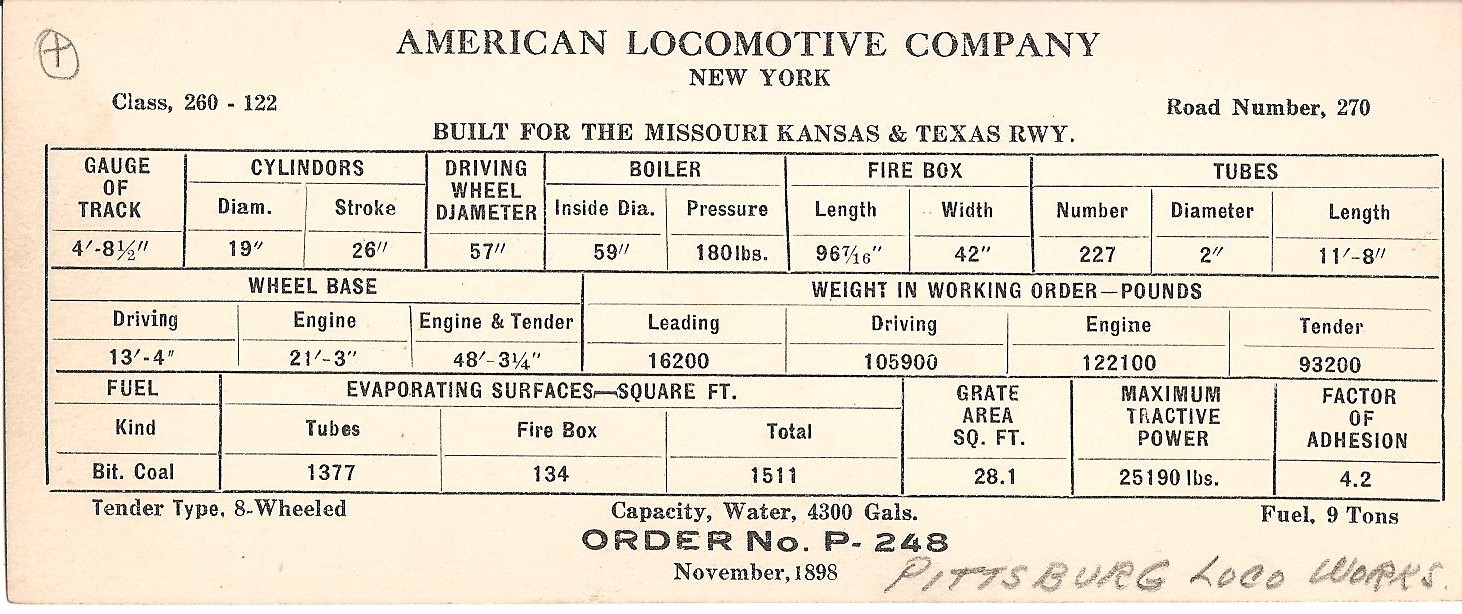 AMERICAN LOCOMOTIVE COMPANY
NEW YORK
Class, 260 - 122
Road Number, 270
BUILT FOR THE MISSOURI KANSAS & TEXAS RWY.
GAUGE OF TRACK CYLINDORS DRIVING WHEEL DJAMETER BOILER FIRE BOX TUBES
Diam. Stroke Inside Dia. Pressure Length Width Number Diameter Length
4'-8½" 19" 26" 57" 59" 180lbs. 96 7/16" 42" 227 2" 11'-8"
WHEEL BASE WEIGHT IN WORKING ORDER—POUNDS
Driving Engine Engine & Tender Leading Driving Engine Tender
13'-4" 21'-3" 48'-3¼" 16200 105900 122100 93200
FUEL EVAPORATING SURFACES—SQUARE FT. GRATE AREA SQ. FT. MAXIMUM TRACTIVE POWER FACTOR OF ADHESION
Kind Tubes Fire Box Total
Bit. Coal 1377 134 1511 28.1 25190 lbs. 4.2
Tender Type, 8-Wheeled Capacity, Water, 4300 Gals. Fuel, 9 Tons
ORDER No. P- 248
November, 1898
PITTSBURG LOCO WORKS.